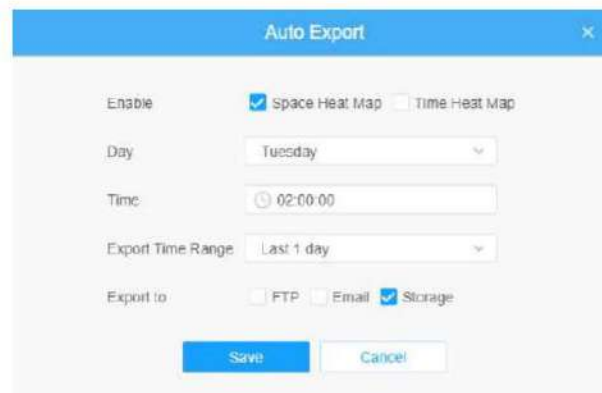 Auto Export
Enable Space Heat Map Time Heat Map
Day Tuesday
Time 02:00:00
Export Time Range Last 1 day
Export to FTP Email Storage
Save Cancel